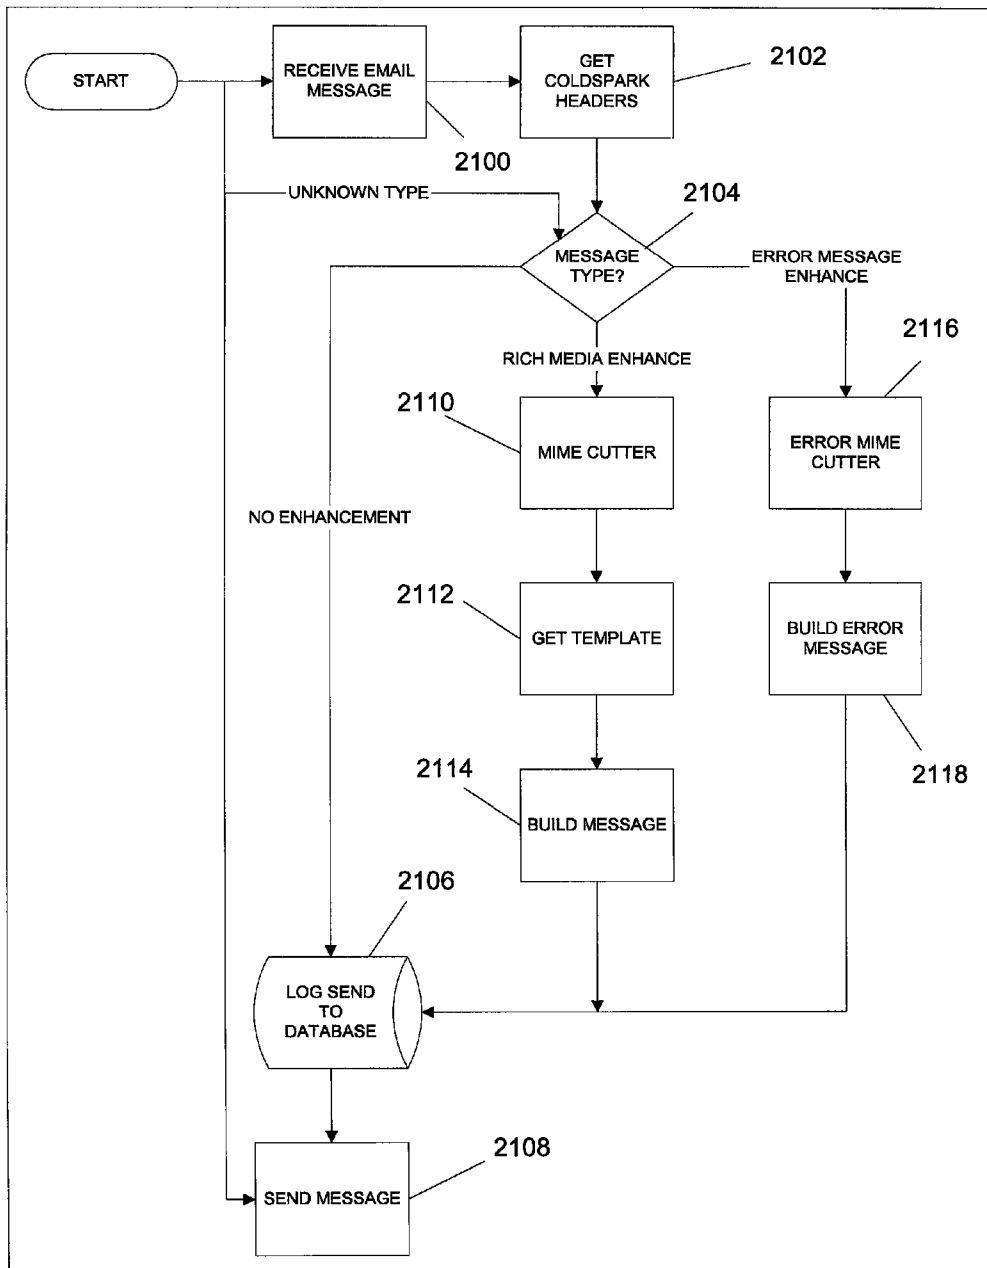 START
RECEIVE EMAIL
MESSAGE
GET
COLDSPARK
HEADERS
2102
2100
UNKNOWN TYPE
2104
MESSAGE
TYPE?
ERROR MESSAGE
ENHANCE
RICH MEDIA ENHANCE
2116
2110
MIME CUTTER
ERROR MIME
CUTTER
NO ENHANCEMENT
2112
GET TEMPLATE
BUILD ERROR
MESSAGE
2114
2118
BUILD MESSAGE
2106
LOG SEND
TO
DATABASE
2108
SEND MESSAGE